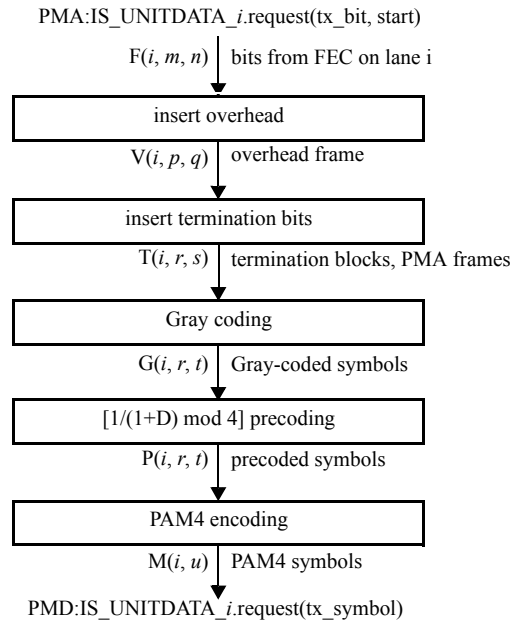 PMA:IS_UNITDATA_i.request(tx_bit, start)
F(i, m, n) bits from FEC on lane i
insert overhead
V(i, p, q) overhead frame
insert termination bits
T(i, r, s) termination blocks, PMA frames
Gray coding
G(i, r, t) Gray-coded symbols
[1/(1+D) mod 4] precoding
P(i, r, t) precoded symbols
PAM4 encoding
M(i, u) PAM4 symbols
PMD:IS_UNITDATA_i.request(tx_symbol)